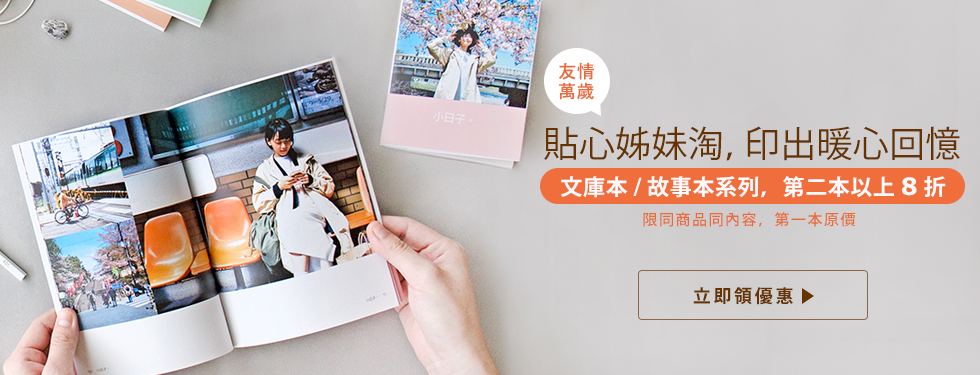 小日子。
友情
萬歲
貼心姊妹淘, 印出暖心回憶
文庫本 / 故事本系列，第二本以上 8 折
限同商品同內容，第一本原價
立即領優惠 ▶